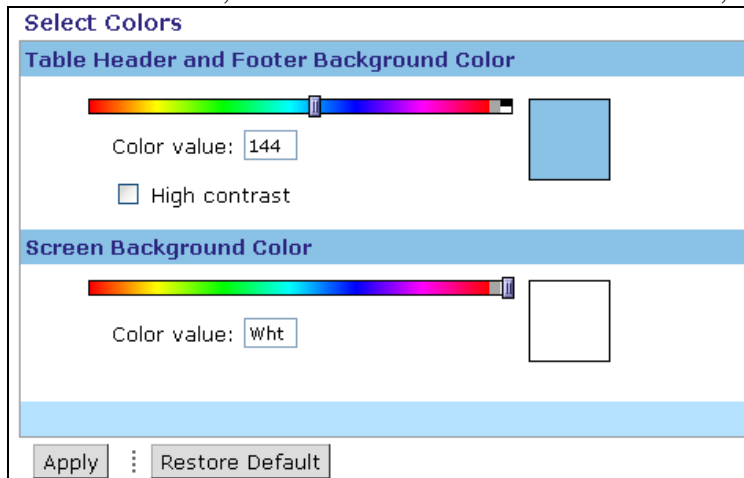 Select Colors
Table Header and Footer Background Color
Color value: 144
High contrast
Screen Background Color
Color value: Wht
Apply Restore Default